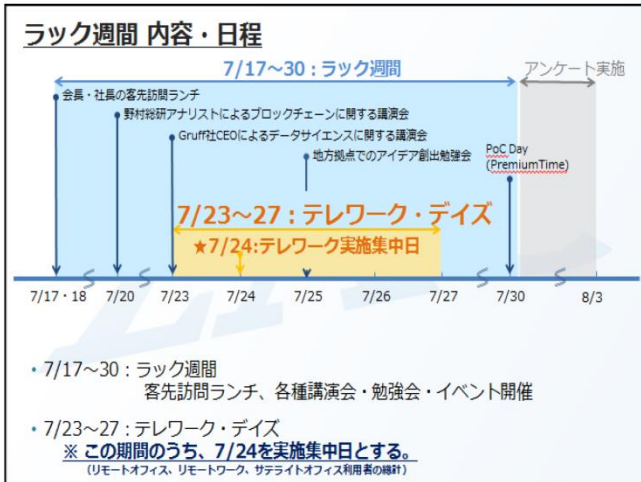 ラック週間 内容・日程
7/17～30：ラック週間
アンケート実施
会長・社長の客先訪問ランチ
野村総研アナリストによるブロックチェーンに関する講演会
Gruff社CEOによるデータサイエンスに関する講演会
地方拠点でのアイデア創出勉強会
PoC Day
(PremiumTime)
7/23～27：テレワーク・デイズ
★7/24:テレワーク実施集中日
7/17・18 7/20 7/23 7/24 7/25 7/26 7/27 7/30 8/3
・7/17～30：ラック週間
客先訪問ランチ、各種講演会・勉強会・イベント開催
・7/23～27：テレワーク・デイズ
※ この期間のうち、7/24を実施集中日とする。
（リモートオフィス、リモートワーク、サテライトオフィス利用者の総計）